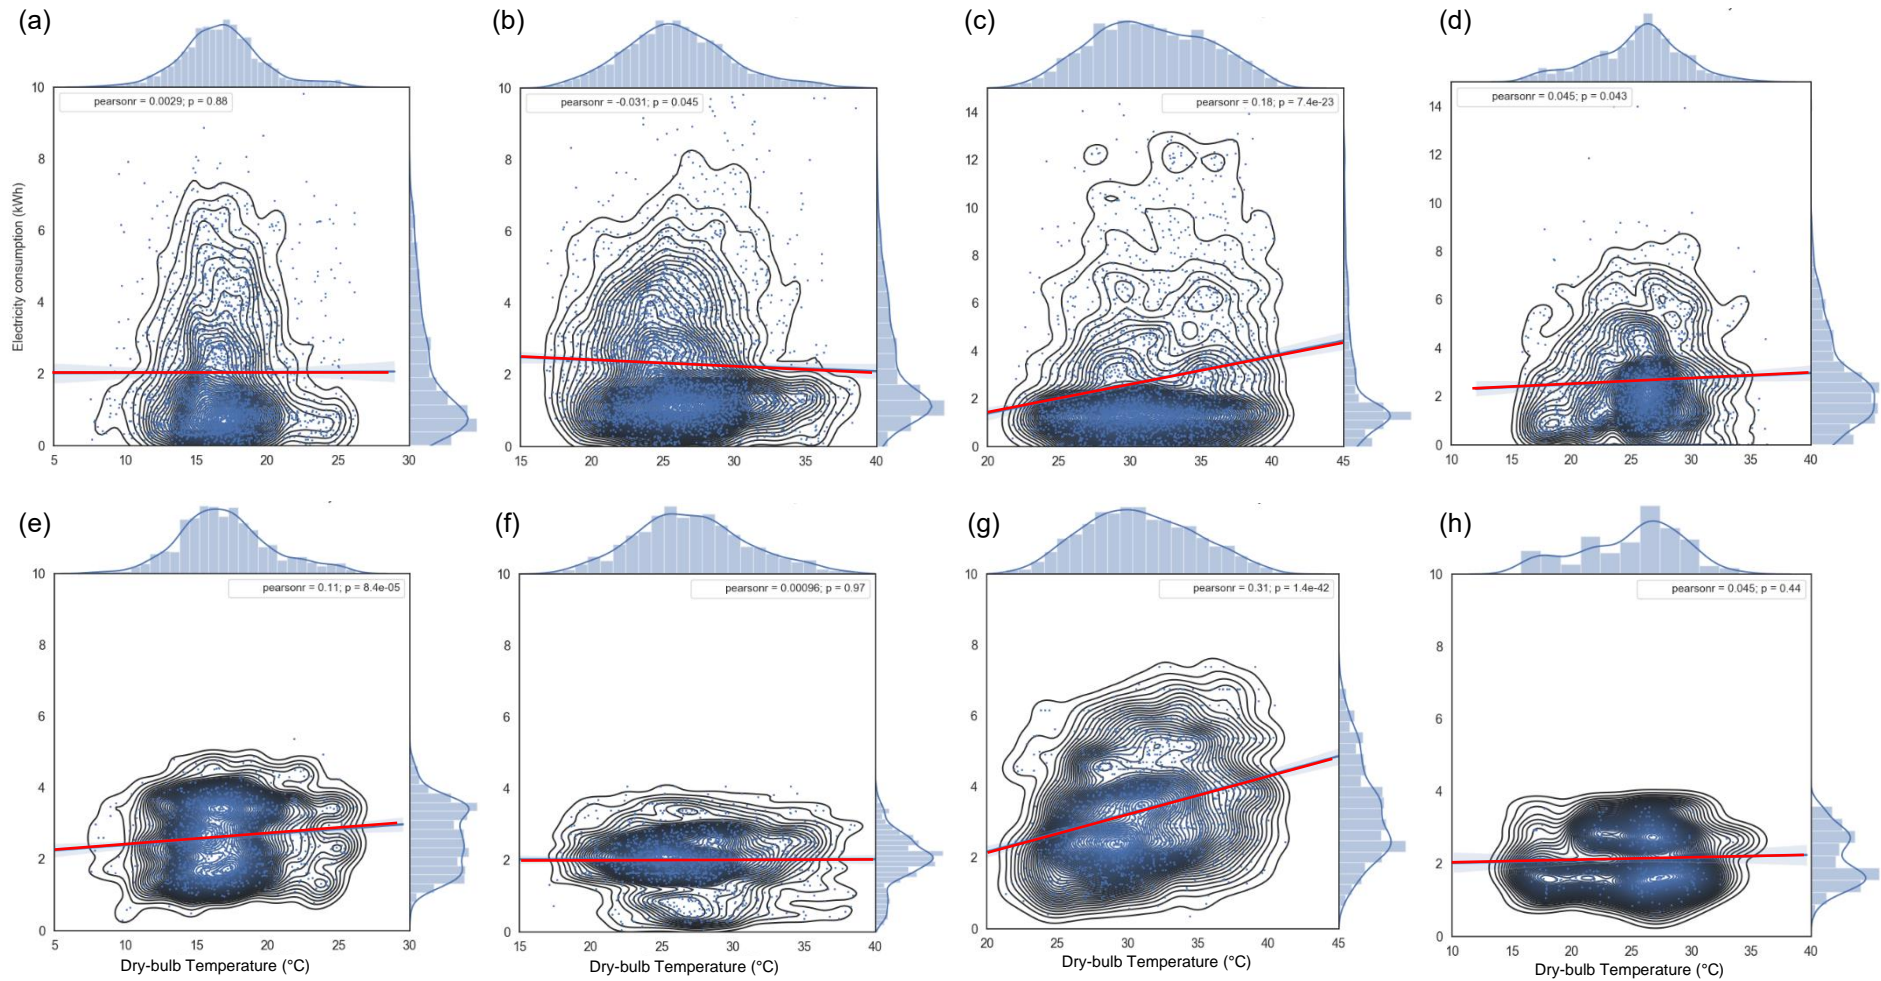 (a) (b) (c) (d)
pearsonr = 0.0029; p = 0.88
pearsonr = -0.031; p = 0.045
pearsonr = 0.18; p = 7.4e-23
pearsonr = 0.045; p = 0.043
Electricity consumption (kWh)
10
8
6
4
2
0
5 10 15 20 25 30
10
8
6
4
2
0
15 20 25 30 35 40
14
12
10
8
6
4
2
0
20 25 30 35 40 45
14
12
10
8
6
4
2
0
10 15 20 25 30 35 40
(e) (f) (g) (h)
pearsonr = 0.11; p = 8.4e-05
pearsonr = 0.00096; p = 0.97
pearsonr = 0.31; p = 1.4e-42
pearsonr = 0.045; p = 0.44
10
8
6
4
2
0
5 10 15 20 25 30
Dry-bulb Temperature (°C)
10
8
6
4
2
0
15 20 25 30 35 40
Dry-bulb Temperature (°C)
10
8
6
4
2
0
20 25 30 35 40 45
Dry-bulb Temperature (°C)
10
8
6
4
2
0
10 15 20 25 30 35 40
Dry-bulb Temperature (°C)